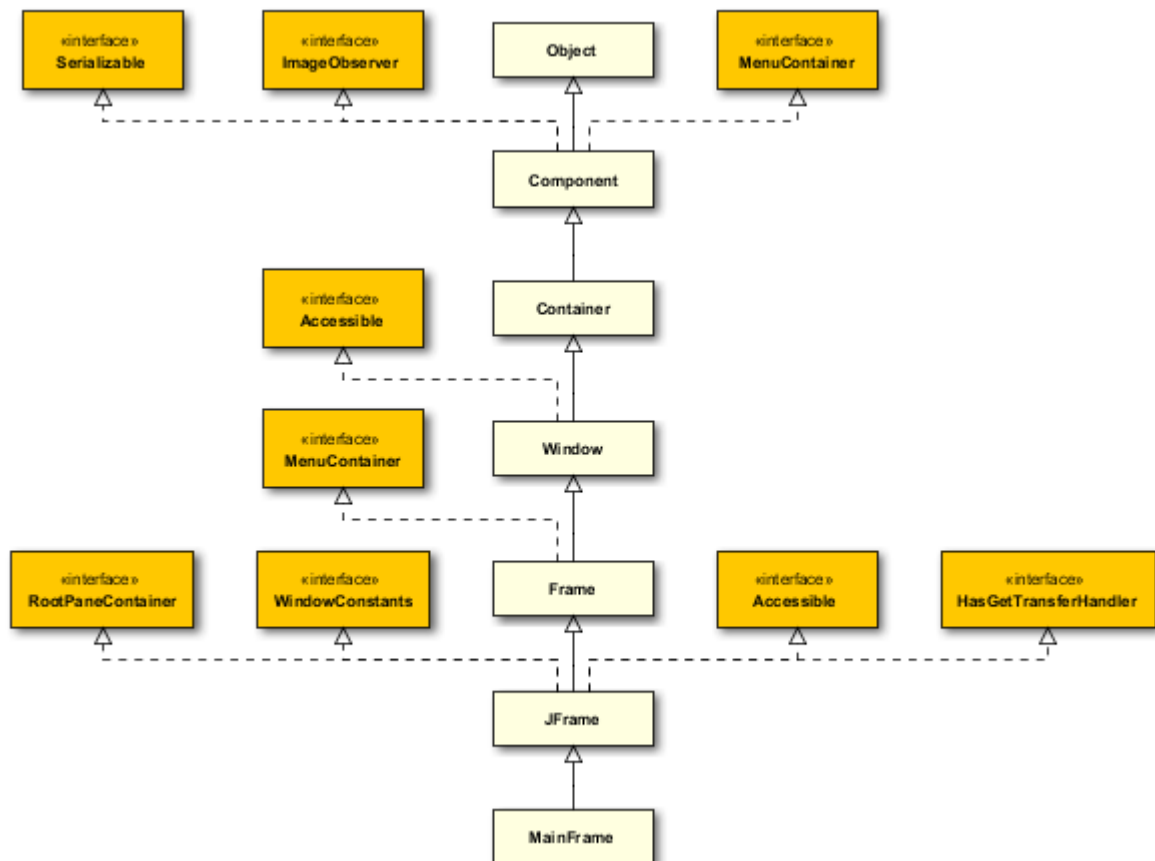 «interface»
Serializable
«interface»
ImageObserver
Object
«interface»
MenuContainer
Component
«interface»
Accessible
Container
«interface»
MenuContainer
Window
«interface»
RootPaneContainer
«interface»
WindowConstants
Frame
«interface»
Accessible
«interface»
HasGetTransferHandler
JFrame
MainFrame